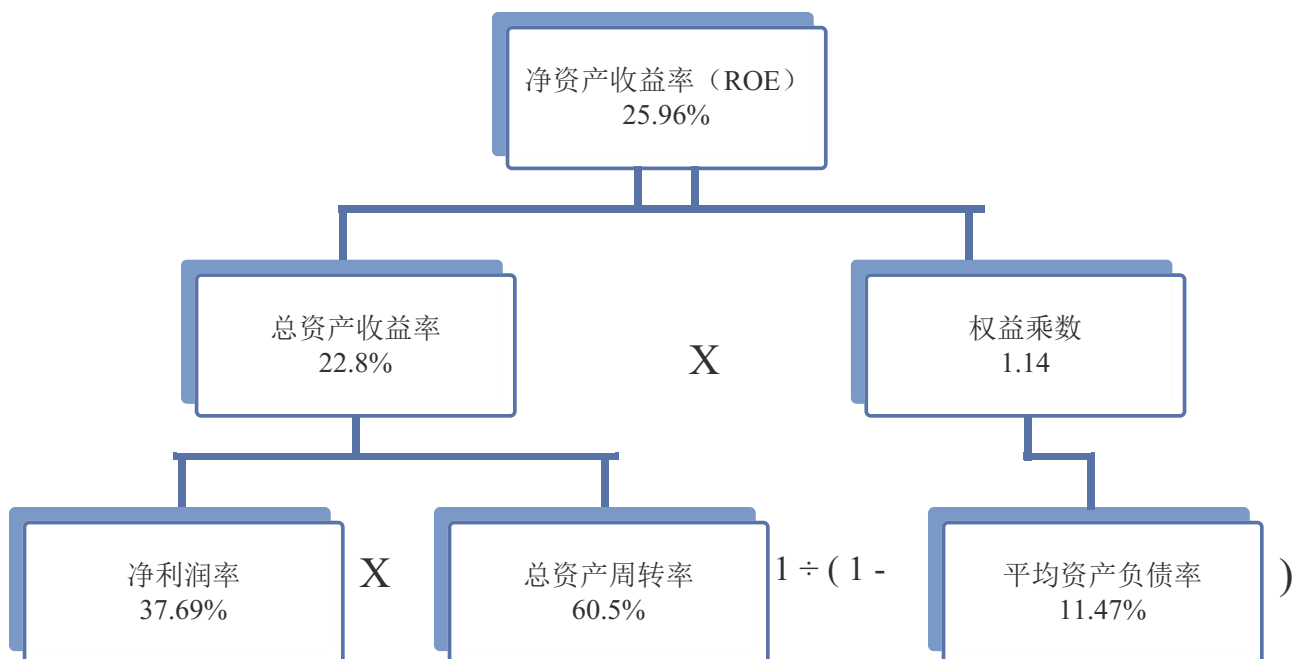 净资产收益率（ROE）
25.96%
总资产收益率
22.8%
X
权益乘数
1.14
净利润率
37.69%
X
总资产周转率
60.5%
1 ÷ ( 1 -
平均资产负债率
11.47%
)